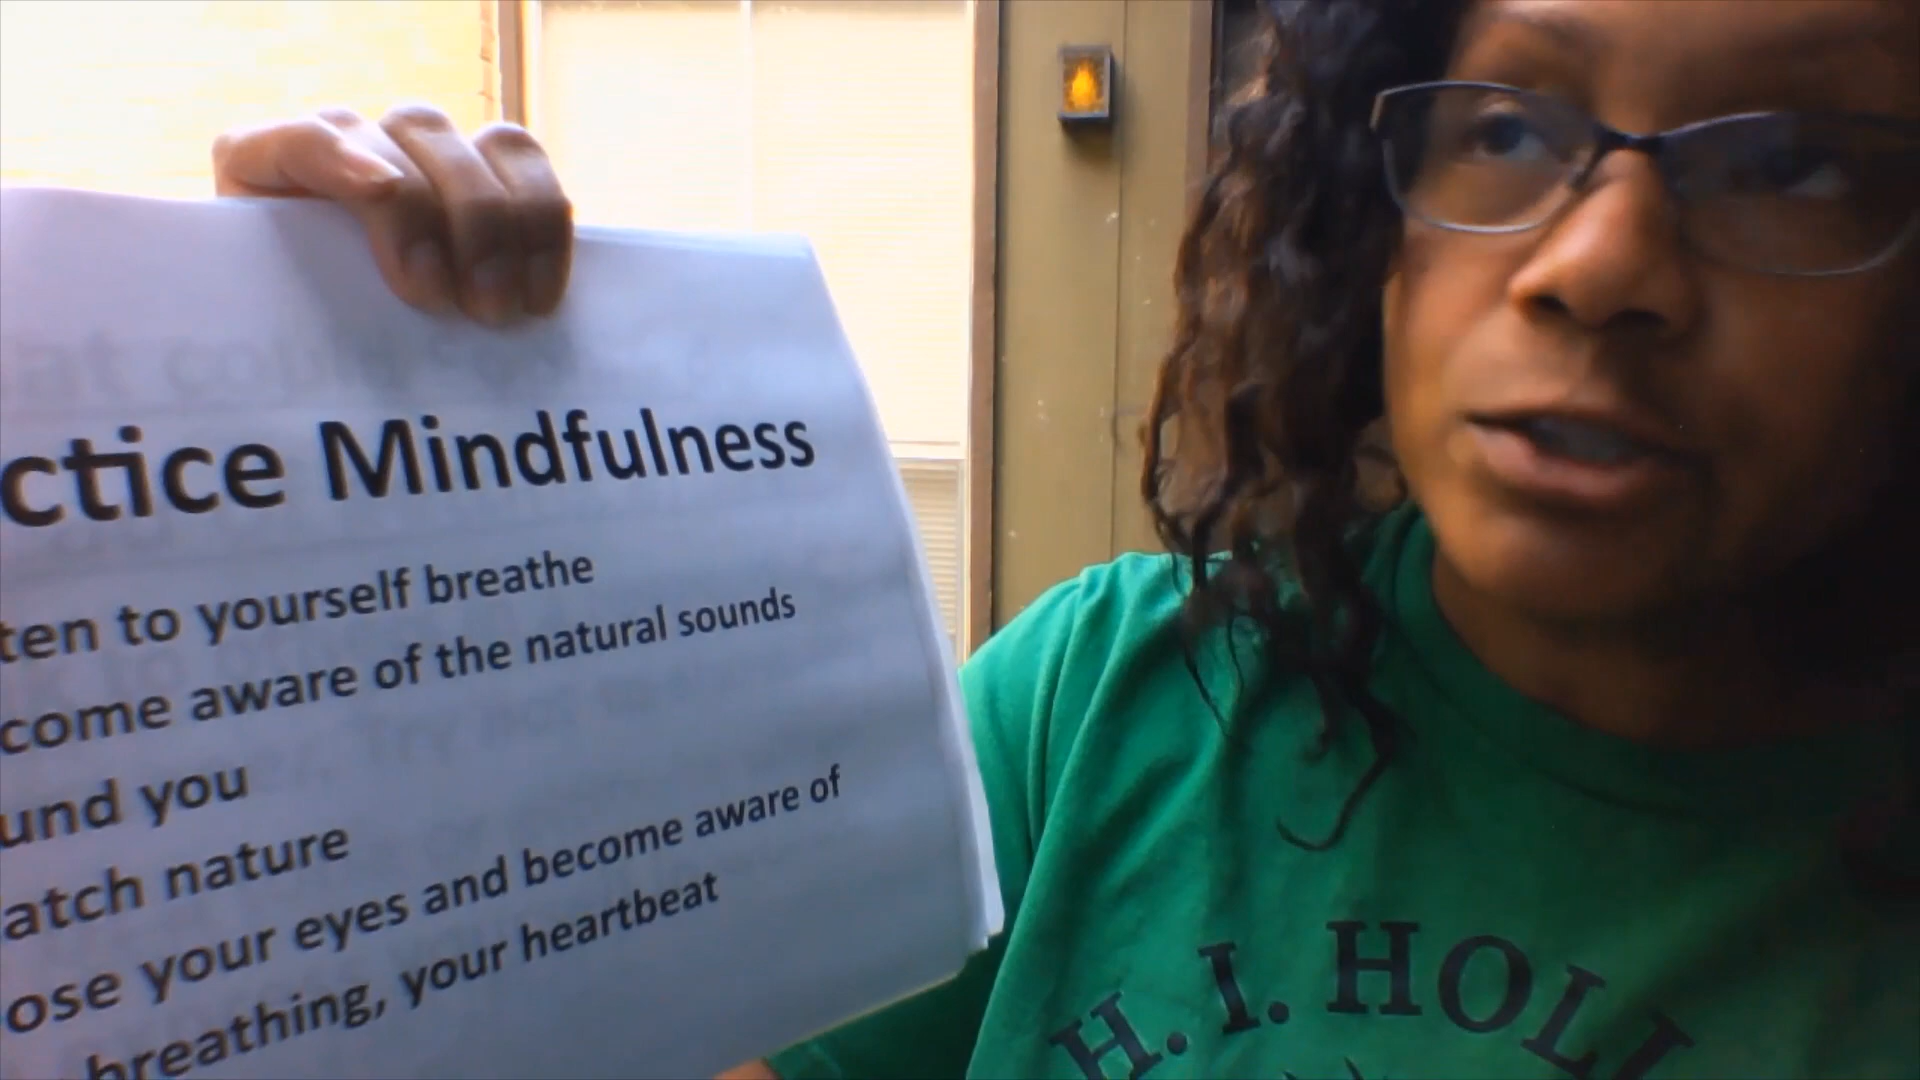 ctice Mindfulness
ten to yourself breathe
come aware of the natural sounds
und you
atch nature
ose your eyes and become aware of
breathing, your heartbeat
H. I. HOLL